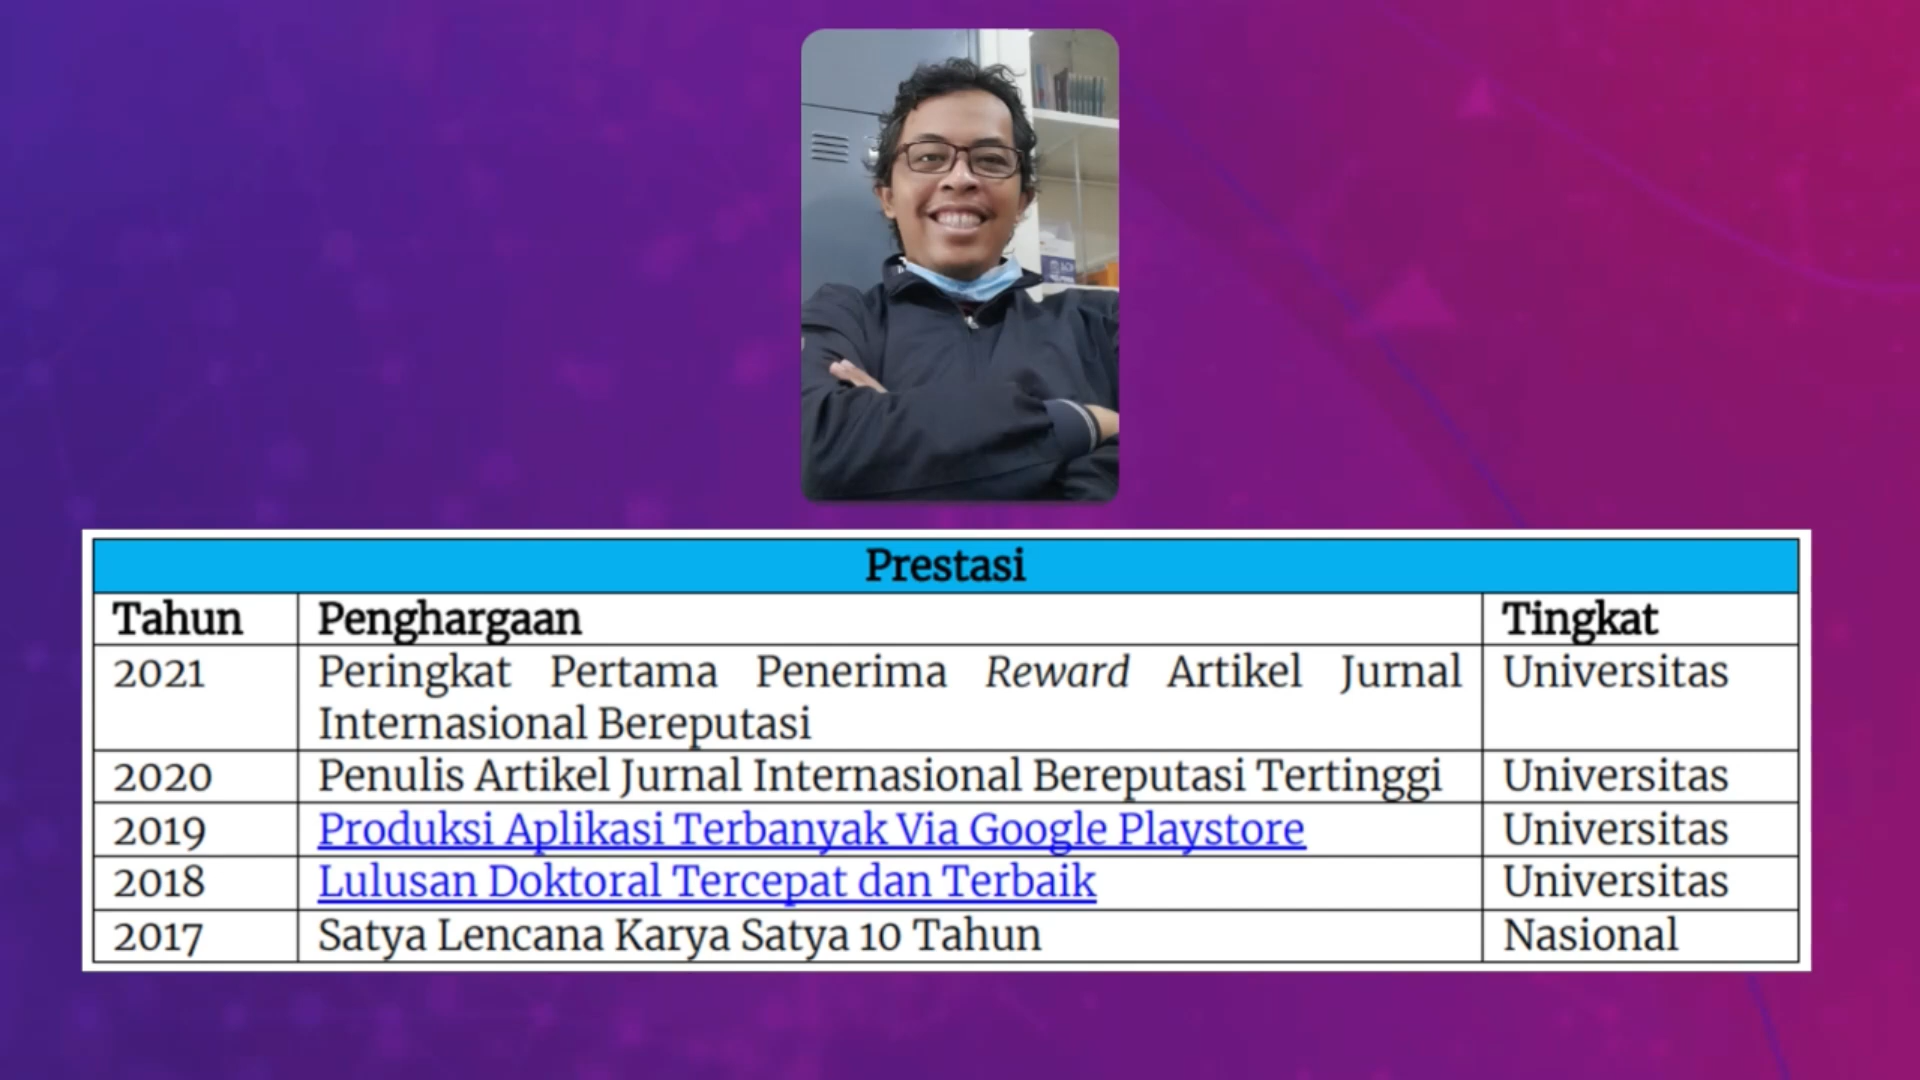 Prestasi
Tahun Penghargaan Tingkat
2021 Peringkat Pertama Penerima Reward Artikel Jurnal Universitas
Internasional Bereputasi
2020 Penulis Artikel Jurnal Internasional Bereputasi Tertinggi Universitas
2019 Produksi Aplikasi Terbanyak Via Google Playstore Universitas
2018 Lulusan Doktoral Tercepat dan Terbaik Universitas
2017 Satya Lencana Karya Satya 10 Tahun Nasional